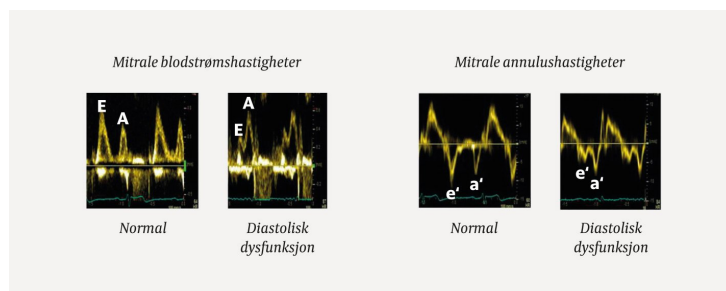 Mitrale blodstrømshastigheter
Mitrale annulushastigheter
E
A
A
E
e‘
a‘
e‘
a‘
Normal
Diastolisk
dysfunksjon
Normal
Diastolisk
dysfunksjon